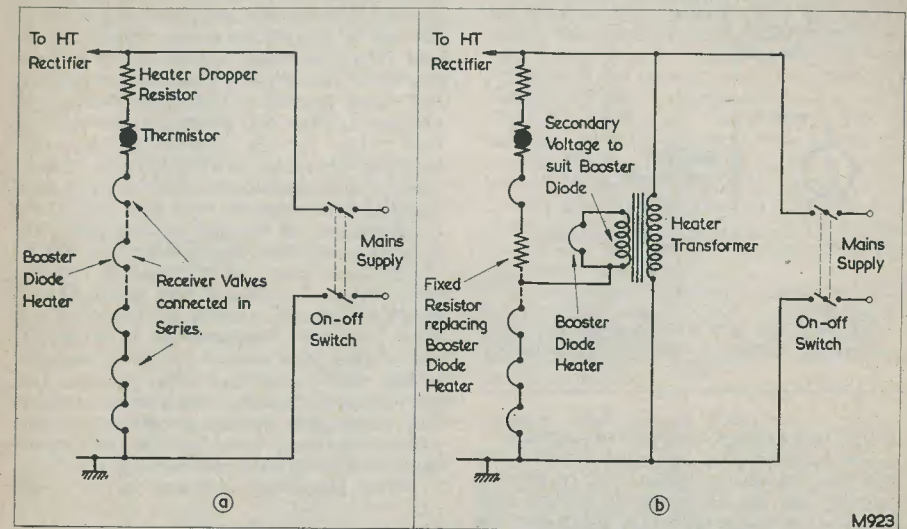 To HT
Rectifier
Heater Dropper
Resistor
Thermistor
Booster
Diode
Heater
Receiver Valves
connected in
Series.
Mains
Supply
On-off
Switch
a
To HT
Rectifier
Secondary
Voltage to
suit Booster
Diode
Heater
Transformer
Fixed
Resistor
replacing
Booster
Diode
Heater
Booster
Diode
Heater
Mains
Supply
On-off
Switch
b
M923